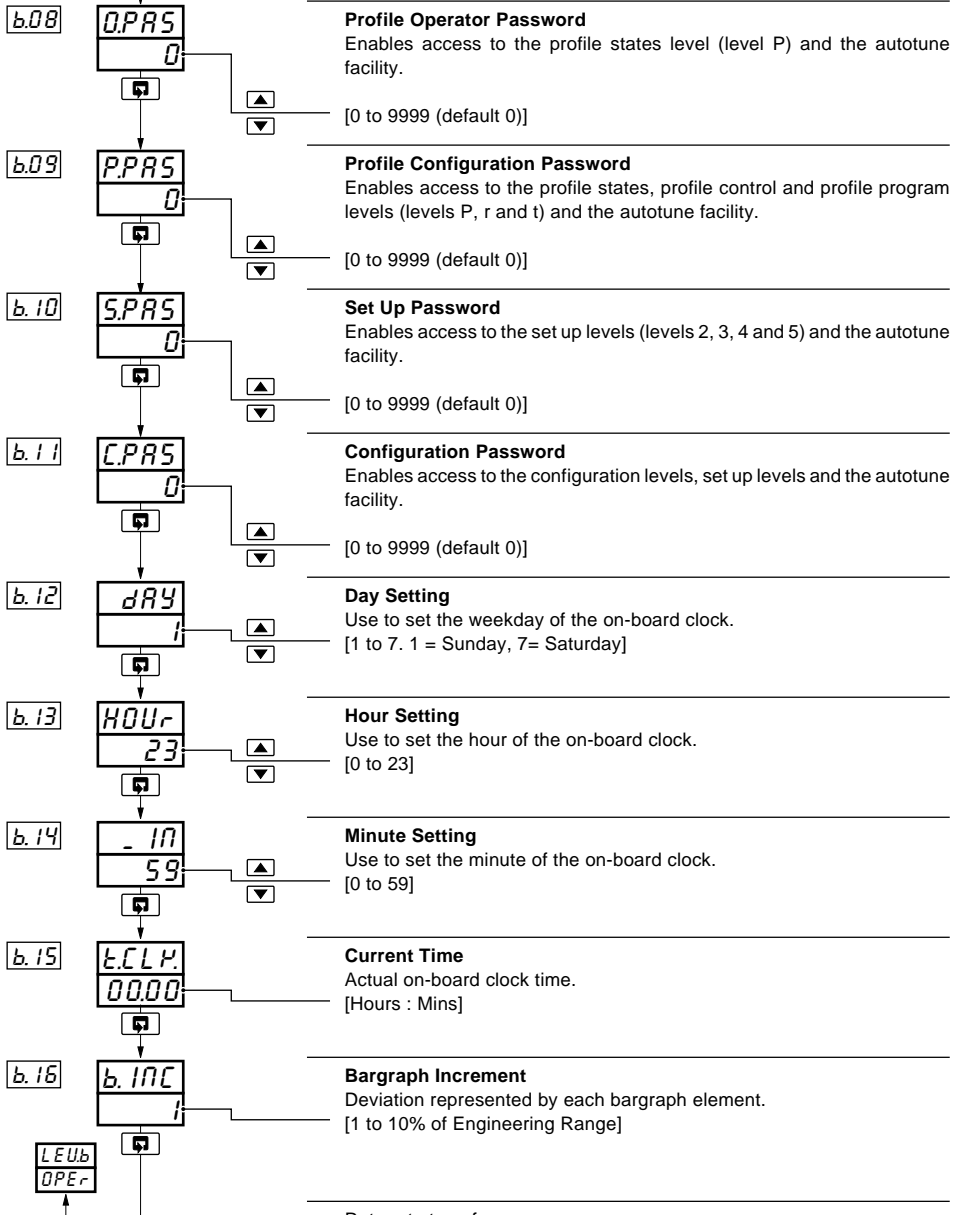 b.08
O.PAS
0
Profile Operator Password
Enables access to the profile states level (level P) and the autotune
facility.
[0 to 9999 (default 0)]
b.09
P.PAS
0
Profile Configuration Password
Enables access to the profile states, profile control and profile program
levels (levels P, r and t) and the autotune facility.
[0 to 9999 (default 0)]
b.10
S.PAS
0
Set Up Password
Enables access to the set up levels (levels 2, 3, 4 and 5) and the autotune
facility.
[0 to 9999 (default 0)]
b.11
C.PAS
0
Configuration Password
Enables access to the configuration levels, set up levels and the autotune
facility.
[0 to 9999 (default 0)]
b.12
dAY
1
Day Setting
Use to set the weekday of the on-board clock.
[1 to 7. 1 = Sunday, 7= Saturday]
b.13
HOUr
23
Hour Setting
Use to set the hour of the on-board clock.
[0 to 23]
b.14
_ IN
59
Minute Setting
Use to set the minute of the on-board clock.
[0 to 59]
b.15
t.CLK.
00.00
Current Time
Actual on-board clock time.
[Hours : Mins]
b.16
b. INC
1
Bargraph Increment
Deviation represented by each bargraph element.
[1 to 10% of Engineering Range]
LEV.b
OPEr